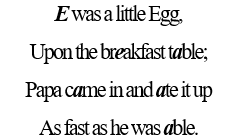 E was a little Egg,
Upon the breakfast table;
Papa came in and ate it up
As fast as he was able.